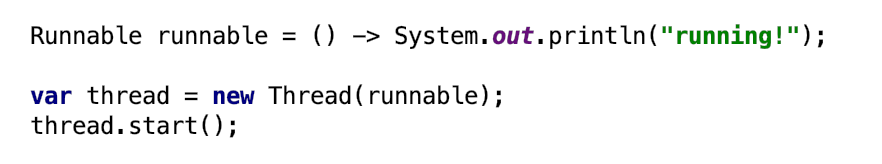 Runnable runnable = () -> System.out.println("running!");
var thread = new Thread(runnable);
thread.start();